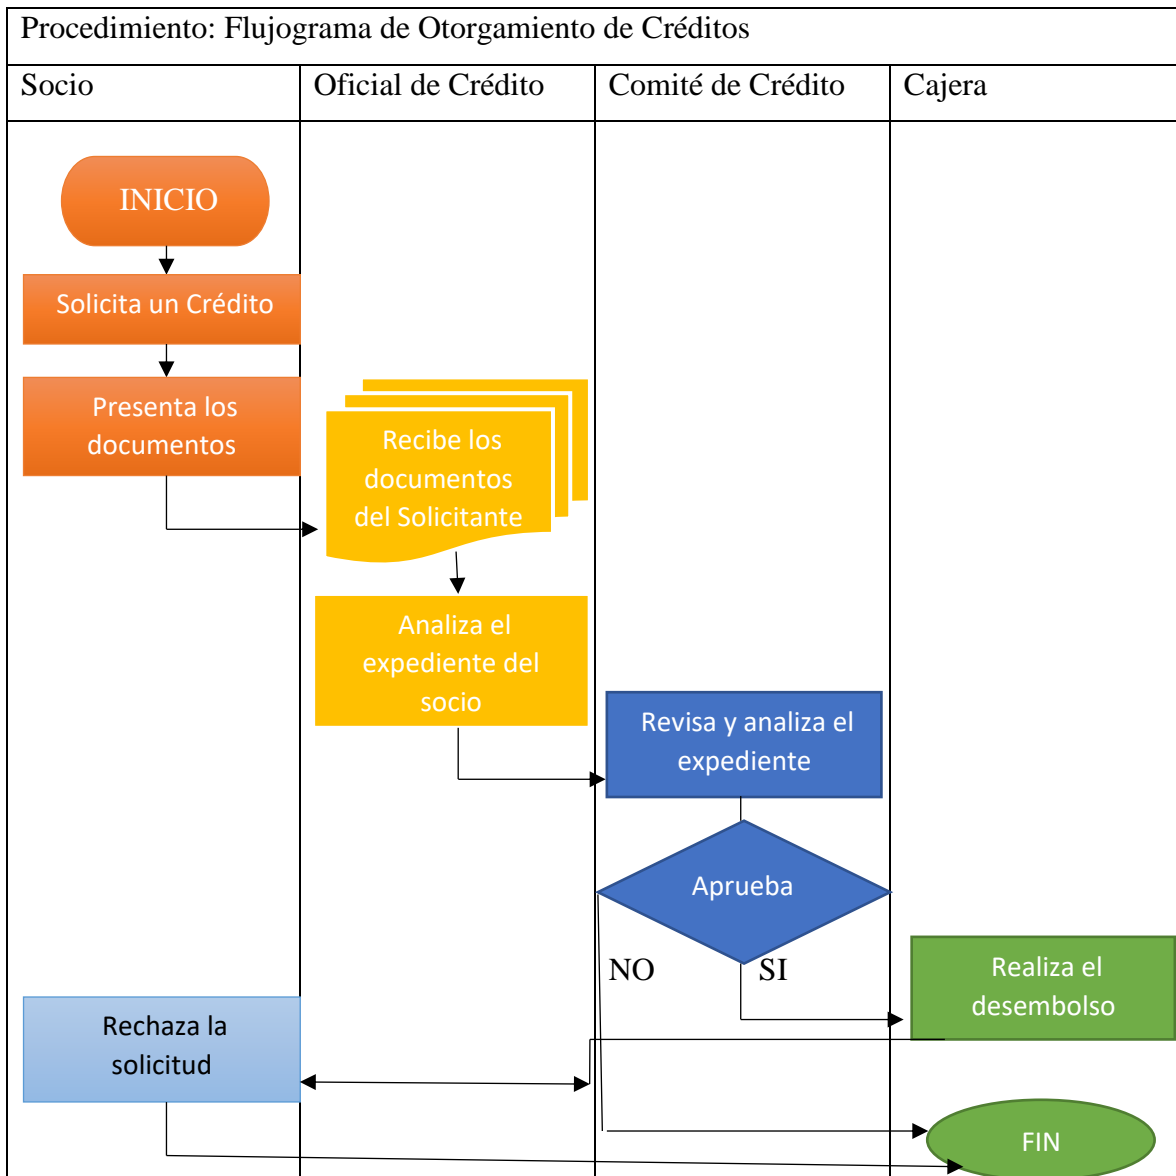 Procedimiento: Flujograma de Otorgamiento de Créditos
Socio
Oficial de Crédito
Comité de Crédito
Cajera
INICIO
Solicita un Crédito
Presenta los
documentos
Recibe los
documentos
del Solicitante
Analiza el
expediente del
socio
Revisa y analiza el
expediente
Aprueba
NO
SI
Realiza el
desembolso
Rechaza la
solicitud
FIN